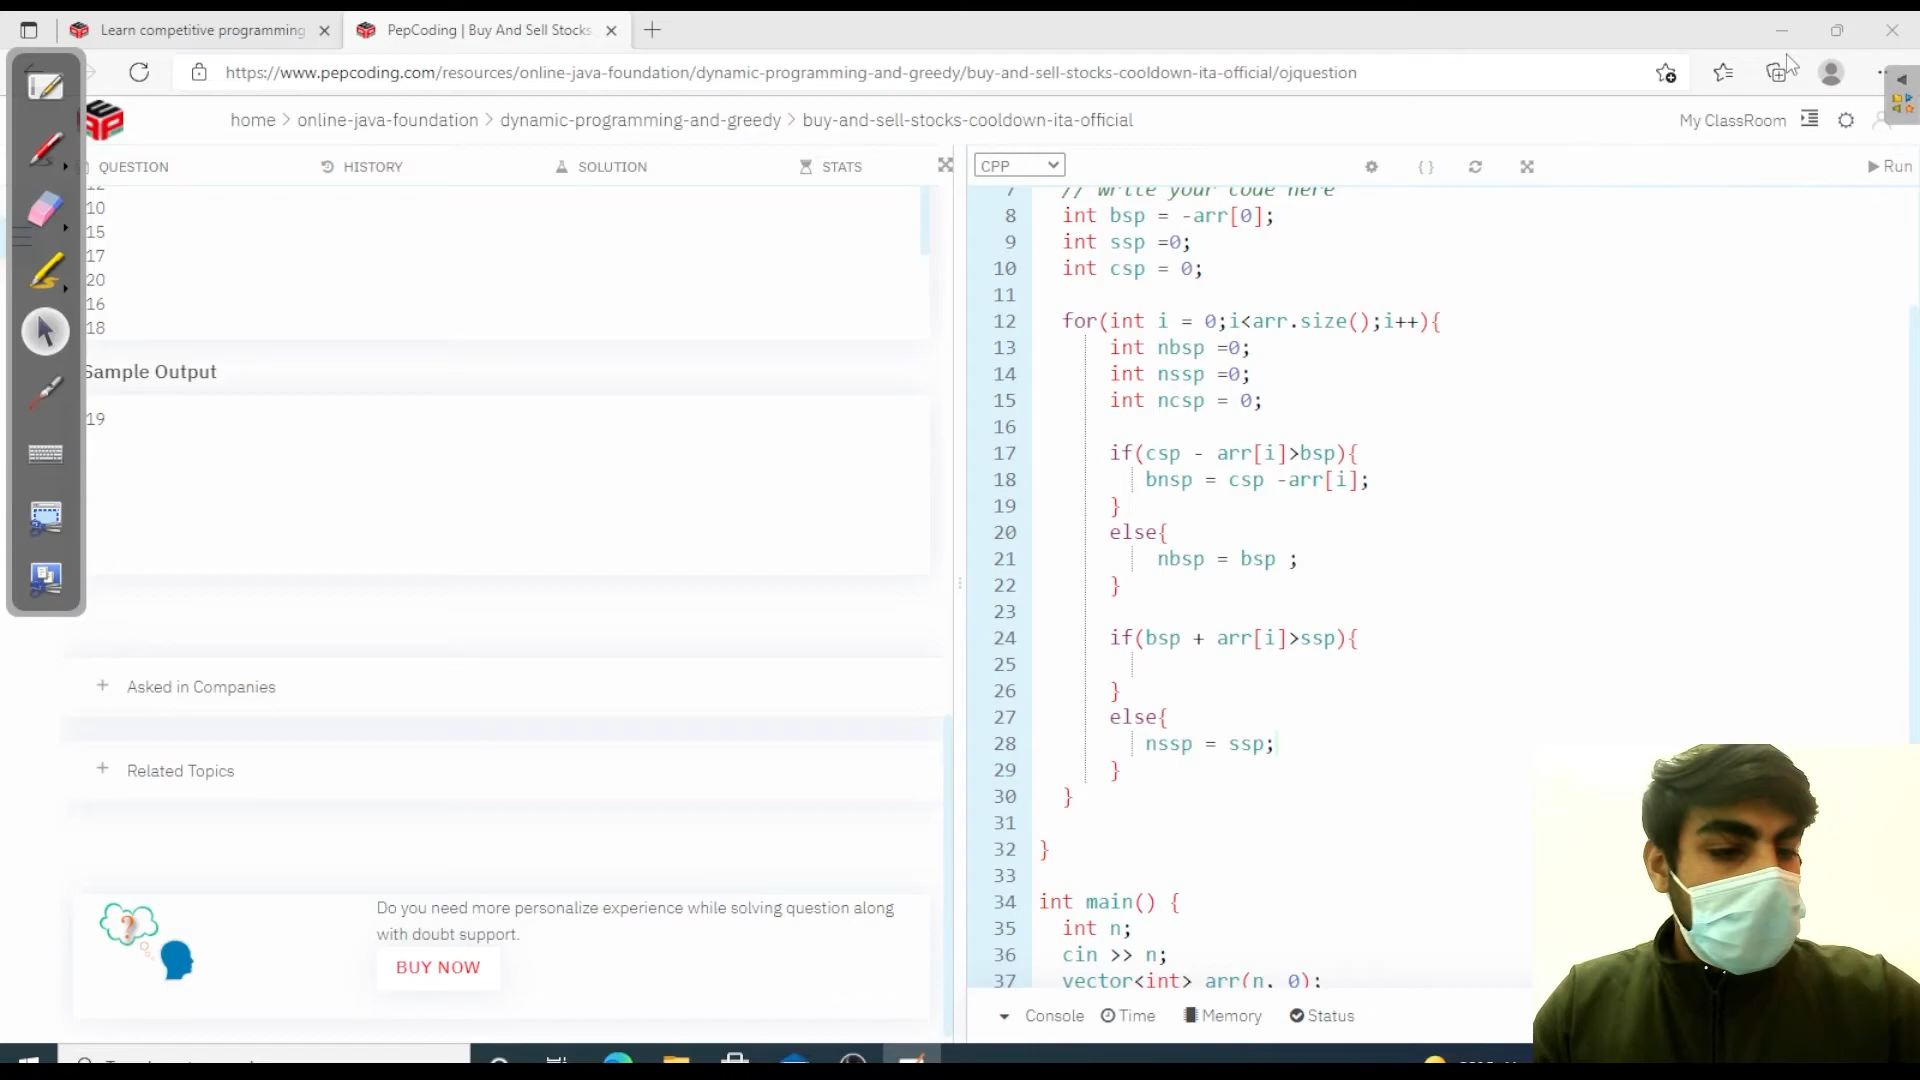 Learn competitive programming
PepCoding | Buy And Sell Stocks
https://www.pepcoding.com/resources/online-java-foundation/dynamic-programming-and-greedy/buy-and-sell-stocks-cooldown-ita-official/ojquestion
home > online-java-foundation > dynamic-programming-and-greedy > buy-and-sell-stocks-cooldown-ita-official
My ClassRoom
QUESTION
HISTORY
SOLUTION
STATS
12
10
15
17
20
16
18
Sample Output
19
+ Asked in Companies
+ Related Topics
Do you need more personalize experience while solving question along
with doubt support.
BUY NOW
CPP
{ }
Run
7 // write your code here
8 int bsp = -arr[0];
9 int ssp =0;
10 int csp = 0;
11
12 for(int i = 0;i<arr.size();i++){
13 int nbsp =0;
14 int nssp =0;
15 int ncsp = 0;
16
17 if(csp - arr[i]>bsp){
18 bnsp = csp -arr[i];
19 }
20 else{
21 nbsp = bsp ;
22 }
23
24 if(bsp + arr[i]>ssp){
25
26 }
27 else{
28 nssp = ssp;
29 }
30 }
31
32 }
33
34 int main() {
35 int n;
36 cin >> n;
37 vector<int> arr(n, 0);
Console
Time
Memory
Status